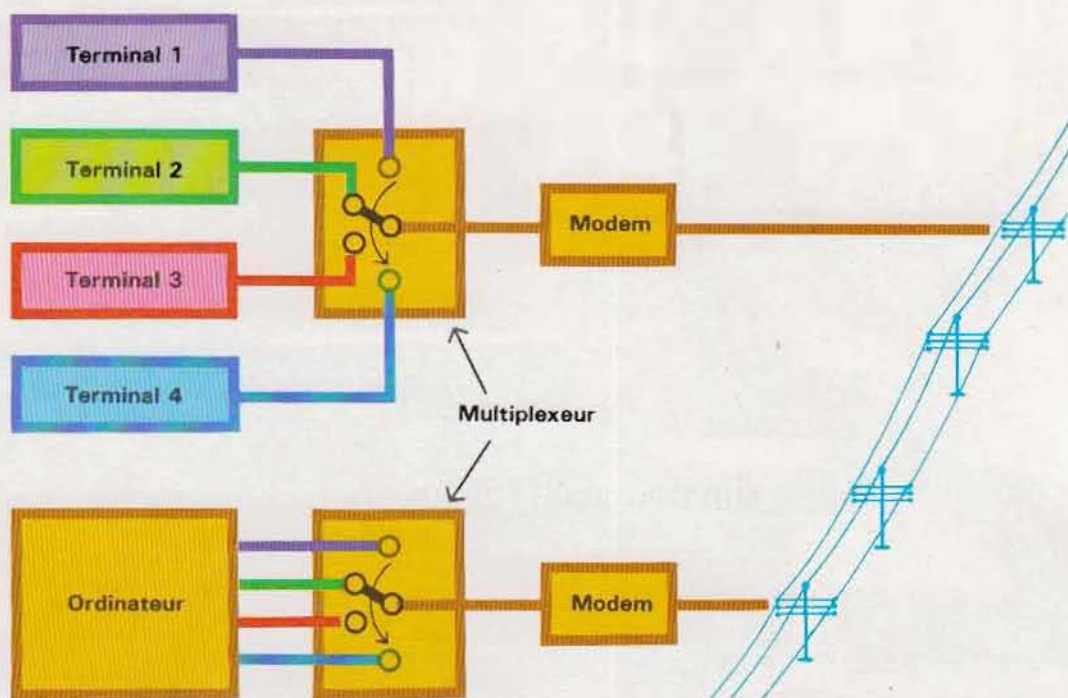 Terminal 1
Terminal 2
Terminal 3
Terminal 4
Modem
Multiplexeur
Ordinateur
Modem